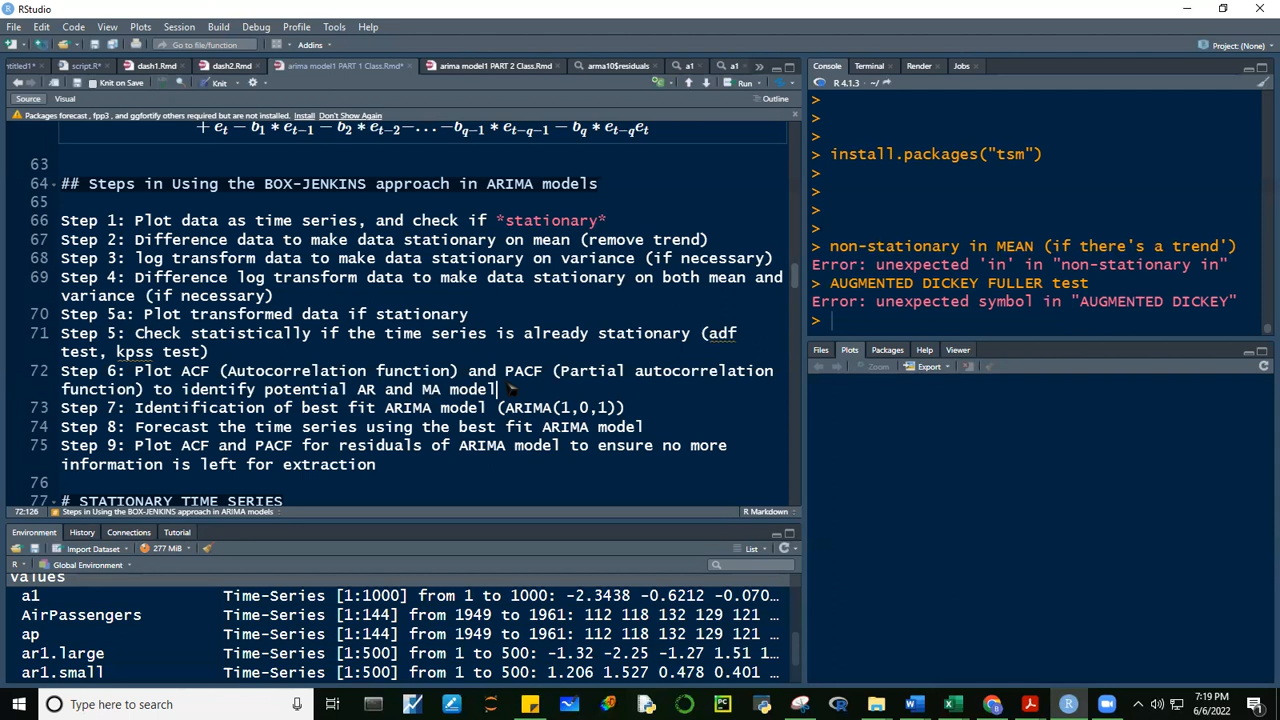 RStudio
File Edit Code View Plots Session Build Debug Profile Tools Help
Go to file/function Addins Project: (None)
ntitled1* script.R* dash1.Rmd dash2.Rmd arima model1 PART 1 Class.Rmd* arima model1 PART 2 Class.Rmd arma10$residuals a1 a1
Knit on Save Knit Run
Source Visual Outline
Packages forecast, fpp3, and ggfortify others required but are not installed. Install Don't Show Again
+ e_t − b_1 * e_{t−1} − b_2 * e_{t−2} −... −b_{q−1} * e_{t−q−1} − b_q * e_{t−q}e_t
63
64 ## Steps in Using the BOX-JENKINS approach in ARIMA models
65
66 Step 1: Plot data as time series, and check if *stationary*
67 Step 2: Difference data to make data stationary on mean (remove trend)
68 Step 3: log transform data to make data stationary on variance (if necessary)
69 Step 4: Difference log transform data to make data stationary on both mean and
variance (if necessary)
70 Step 5a: Plot transformed data if stationary
71 Step 5: Check statistically if the time series is already stationary (adf
test, kpss test)
72 Step 6: Plot ACF (Autocorrelation function) and PACF (Partial autocorrelation
function) to identify potential AR and MA model
73 Step 7: Identification of best fit ARIMA model (ARIMA(1,0,1))
74 Step 8: Forecast the time series using the best fit ARIMA model
75 Step 9: Plot ACF and PACF for residuals of ARIMA model to ensure no more
information is left for extraction
76
77 # STATIONARY TIME SERIES
72:126 Steps in Using the BOX-JENKINS approach in ARIMA models R Markdown
Environment History Connections Tutorial
Import Dataset 277 MiB List
R Global Environment
values
a1 Time-Series [1:1000] from 1 to 1000: -2.3438 -0.6212 -0.070…
AirPassengers Time-Series [1:144] from 1949 to 1961: 112 118 132 129 121 …
ap Time-Series [1:144] from 1949 to 1961: 112 118 132 129 121 …
ar1.large Time-Series [1:500] from 1 to 500: -1.32 -2.25 -1.27 1.51 1…
ar1.small Time-Series [1:500] from 1 to 500: 1.206 1.527 0.478 0.401 …
Console Terminal Render Jobs
R 4.1.3 · ~/
>
>
>
> install.packages("tsm")
>
>
>
>
> non-stationary in MEAN (if there's a trend')
Error: unexpected 'in' in "non-stationary in"
> AUGMENTED DICKEY FULLER test
Error: unexpected symbol in "AUGMENTED DICKEY"
>
Files Plots Packages Help Viewer
Zoom Export
Type here to search
7:19 PM
6/6/2022